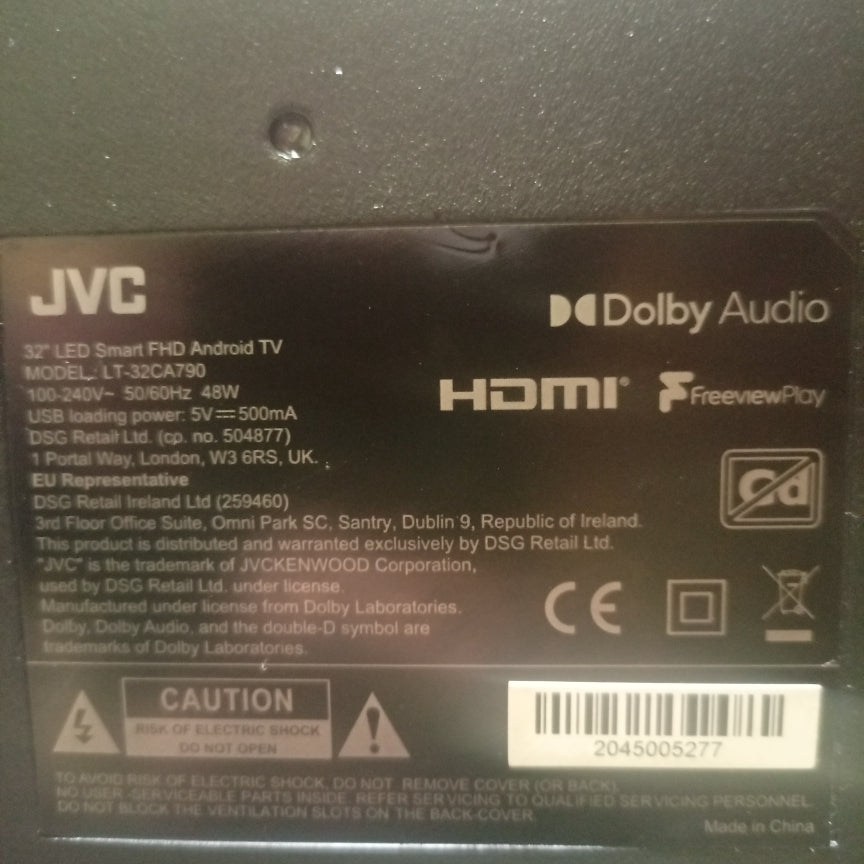 JVC
32" LED Smart FHD Android TV
MODEL.: LT-32CA790
100-240V~ 50/60Hz 48W
USB loading power: 5V⎓500mA
DSG Retail Ltd. (cp. no. 504877)
1 Portal Way, London, W3 6RS, UK.
EU Representative
DSG Retail Ireland Ltd (259460)
3rd Floor Office Suite, Omni Park SC, Santry, Dublin 9, Republic of Ireland.
This product is distributed and warranted exclusively by DSG Retail Ltd.
"JVC" is the trademark of JVCKENWOOD Corporation,
used by DSG Retail Ltd. under license.
Manufactured under license from Dolby Laboratories.
Dolby, Dolby Audio, and the double-D symbol are
trademarks of Dolby Laboratories.
Dolby Audio
HDMI®
FreeviewPlay
Cd
CE
CAUTION
RISK OF ELECTRIC SHOCK
DO NOT OPEN
2045005277
TO AVOID RISK OF ELECTRIC SHOCK, DO NOT REMOVE COVER (OR BACK).
NO USER -SERVICEABLE PARTS INSIDE. REFER SERVICING TO QUALIFIED SERVICING PERSONNEL.
DO NOT BLOCK THE VENTILATION SLOTS ON THE BACK COVER.
Made in China